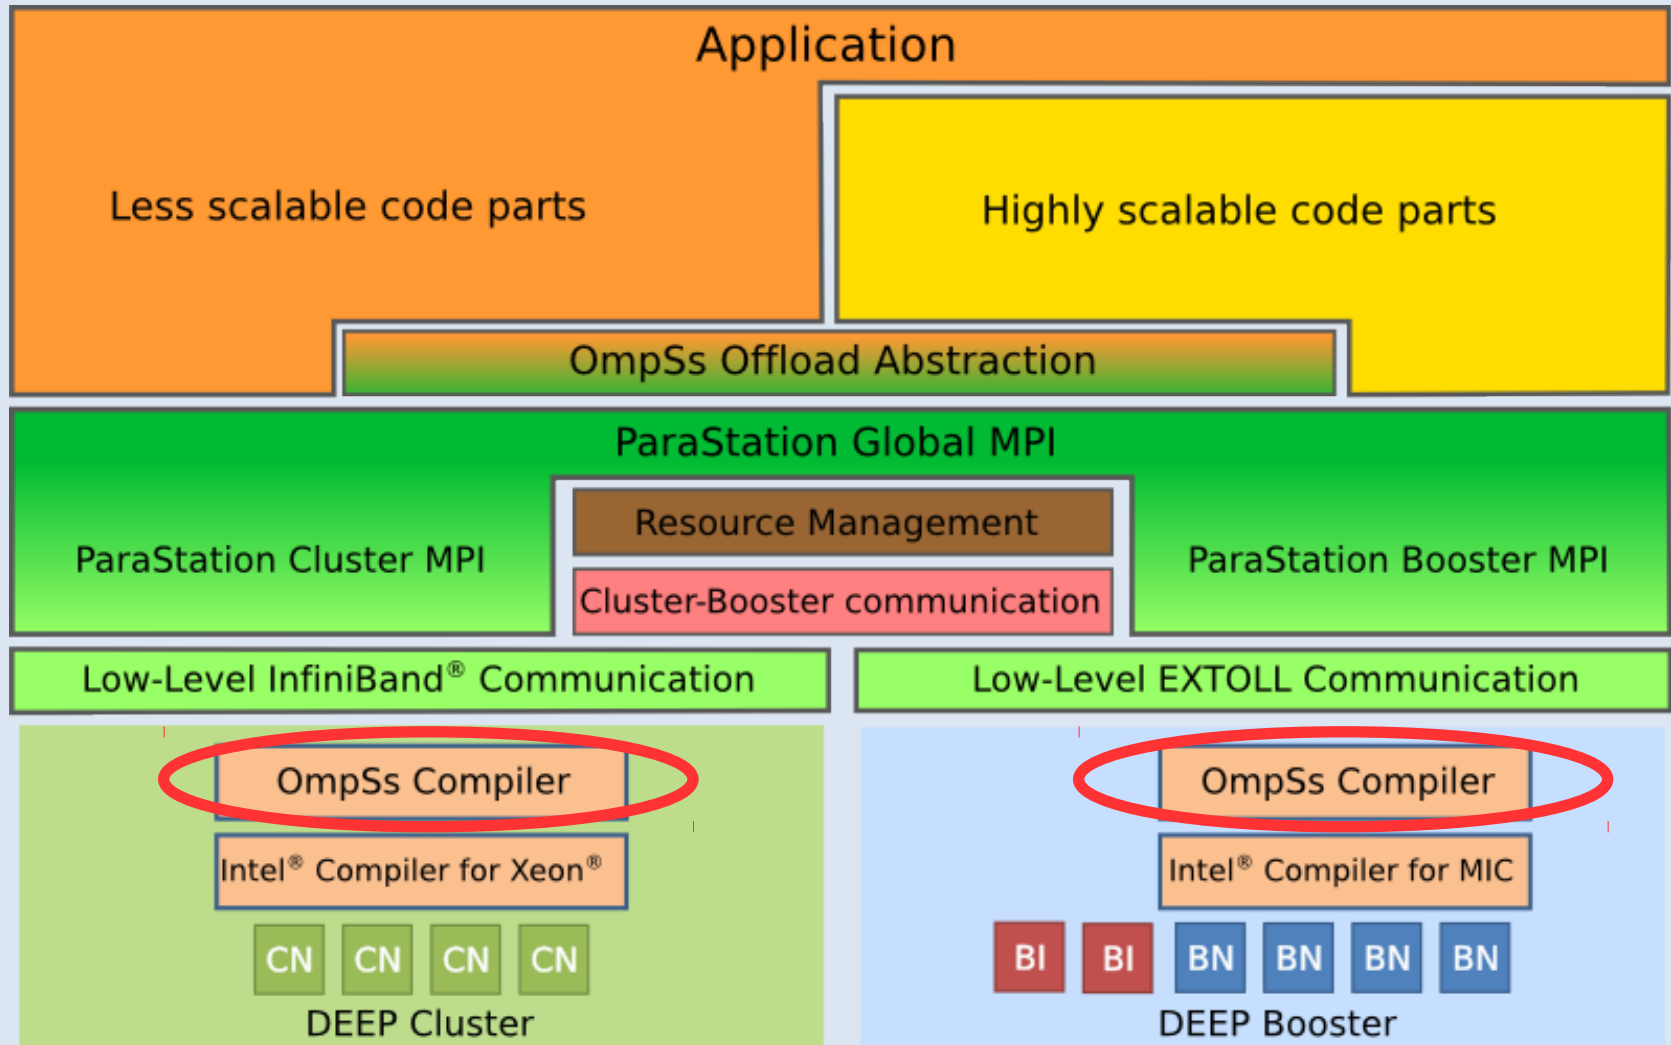 Application
Less scalable code parts
Highly scalable code parts
OmpSs Offload Abstraction
ParaStation Global MPI
Resource Management
ParaStation Cluster MPI
ParaStation Booster MPI
Cluster-Booster communication
Low-Level InfiniBand® Communication
Low-Level EXTOLL Communication
OmpSs Compiler
OmpSs Compiler
Intel® Compiler for Xeon®
Intel® Compiler for MIC
CN CN CN CN
BI BI BN BN BN BN
DEEP Cluster
DEEP Booster